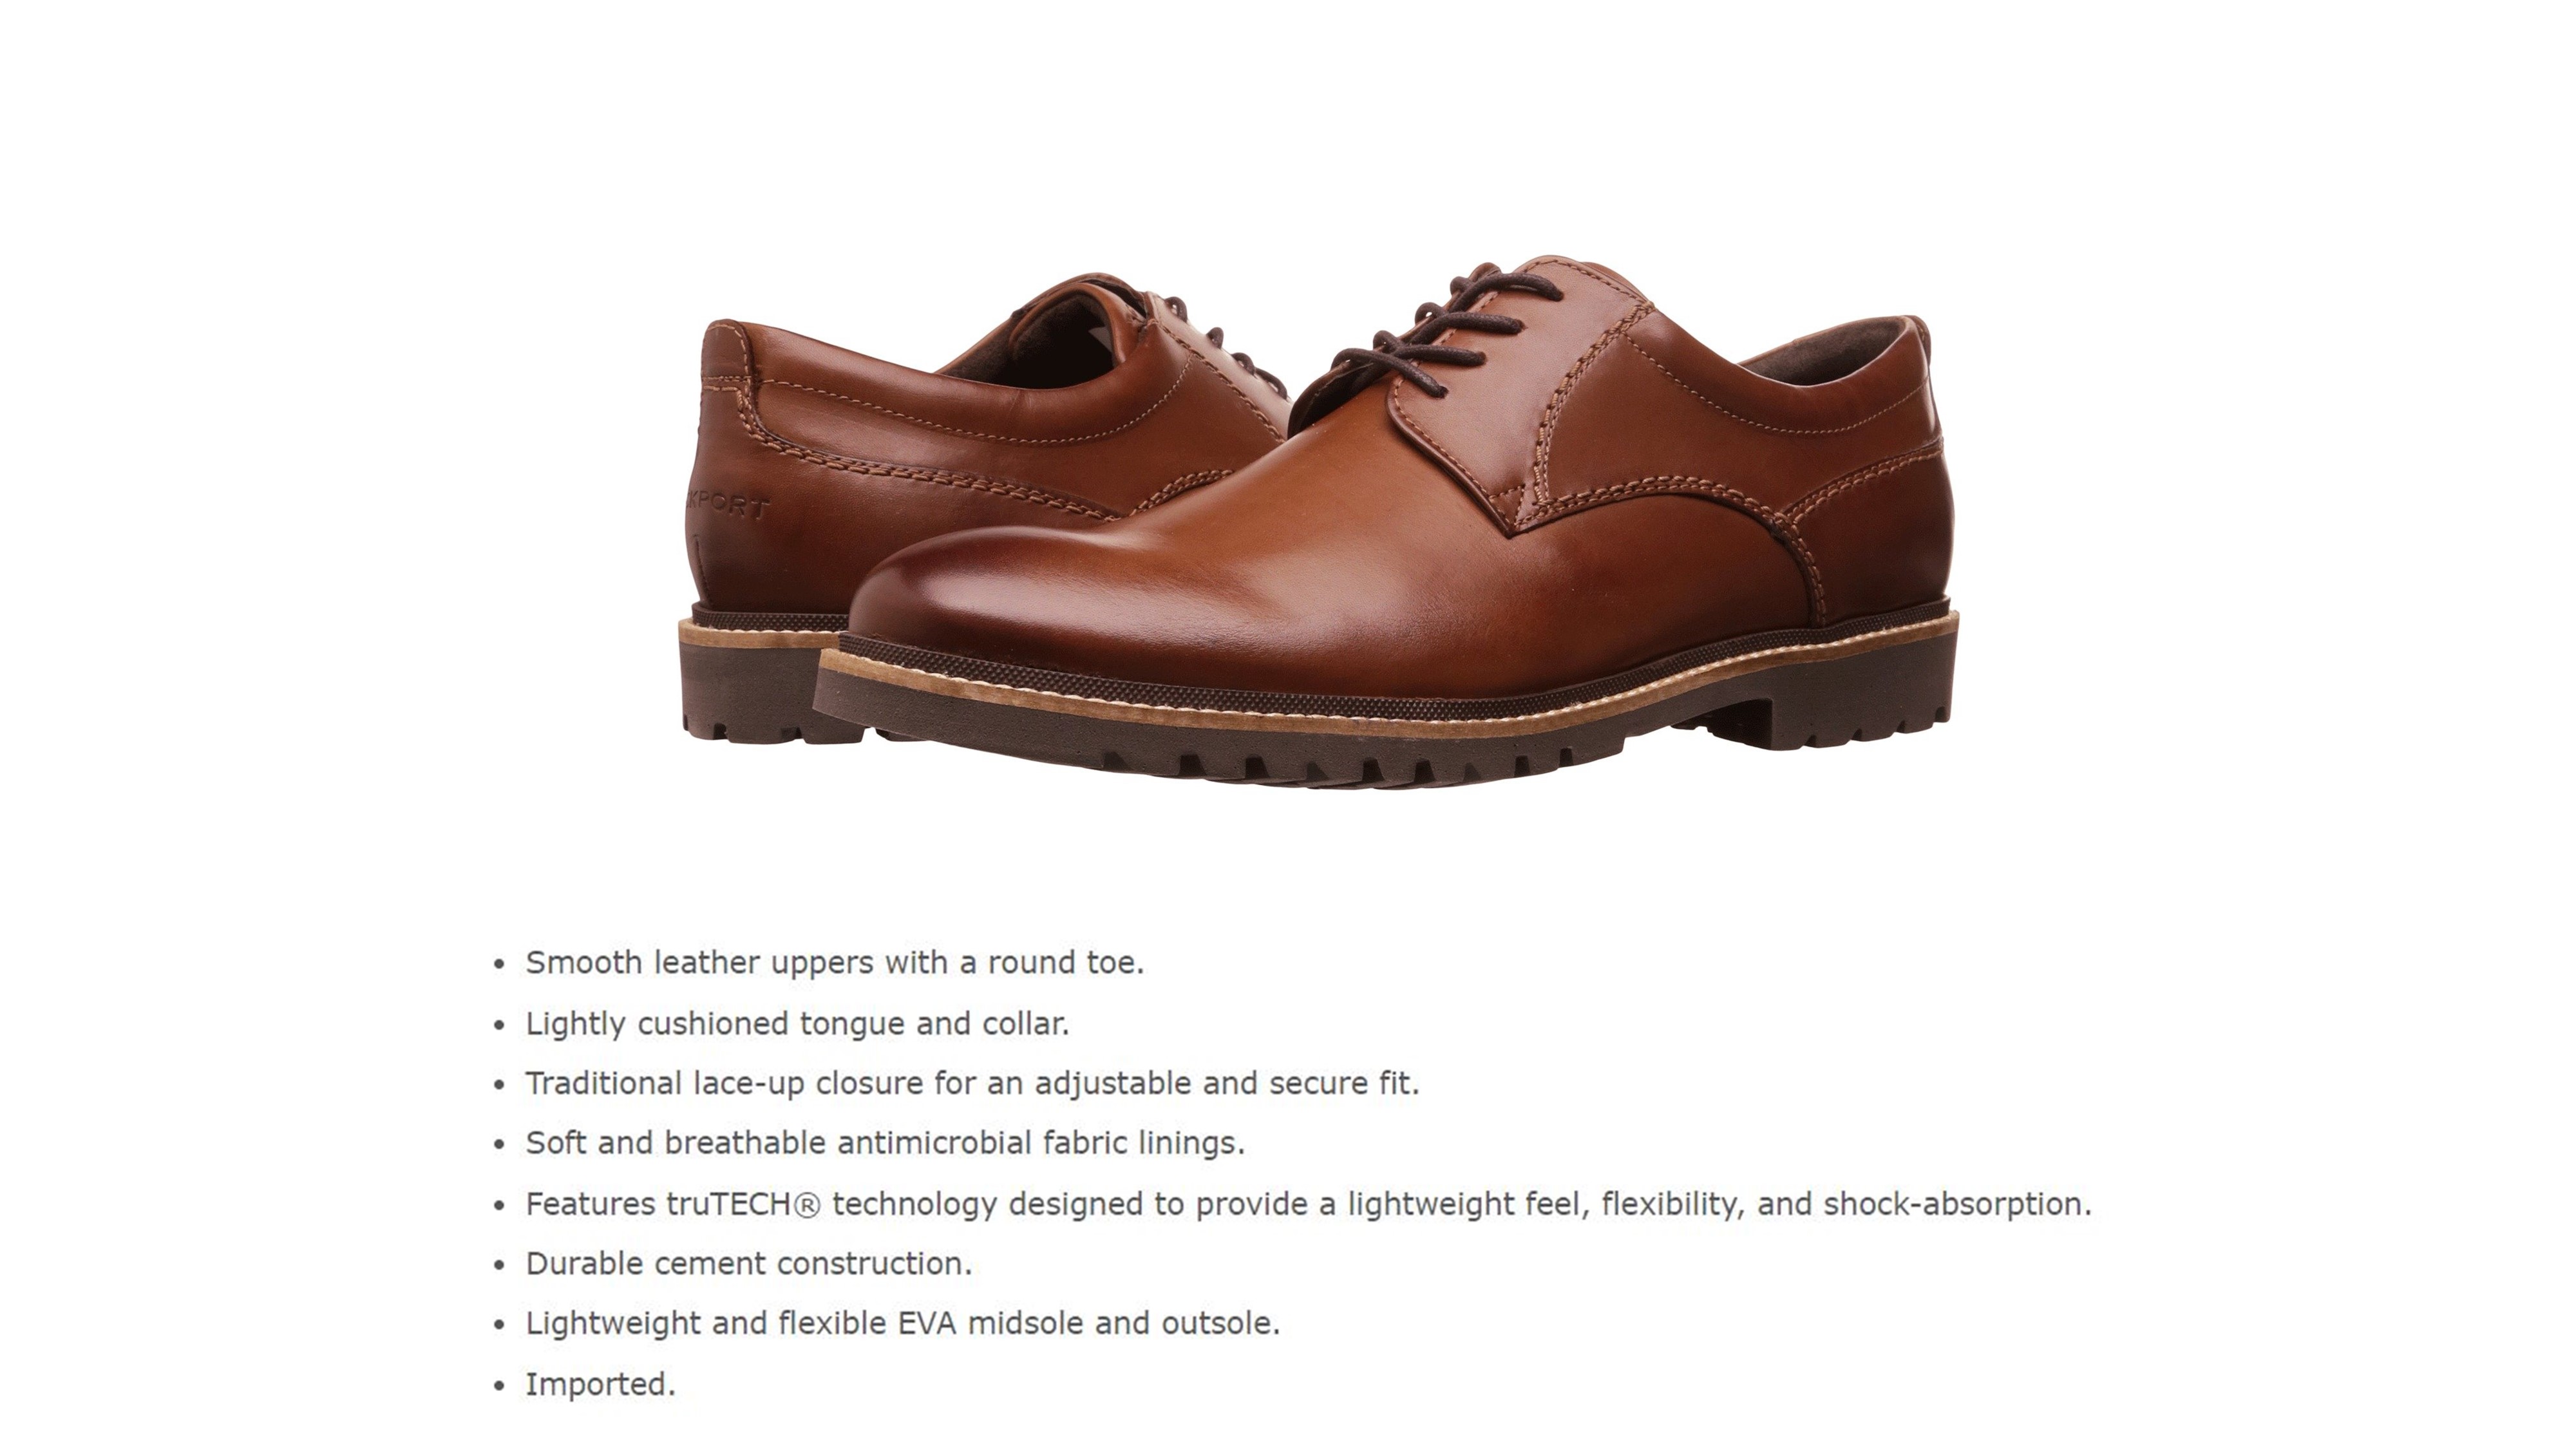 KPORT
Smooth leather uppers with a round toe.
Lightly cushioned tongue and collar.
Traditional lace-up closure for an adjustable and secure fit.
Soft and breathable antimicrobial fabric linings.
Features truTECH® technology designed to provide a lightweight feel, flexibility, and shock-absorption.
Durable cement construction.
Lightweight and flexible EVA midsole and outsole.
Imported.